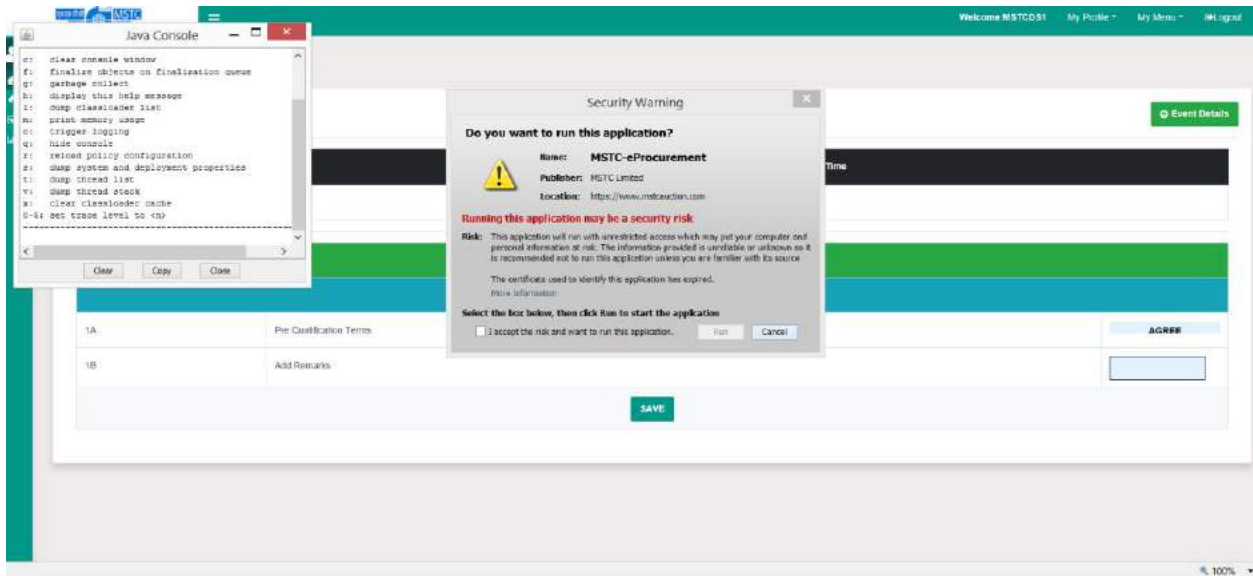 MSTC
Welcome MSTCDS1
My Profile
My Menu
Logout
Java Console
c: clear console window
f: finalize objects on finalization queue
g: garbage collect
h: display this help message
l: dump classloader list
m: print memory usage
o: trigger logging
q: hide console
r: reload policy configuration
s: dump system and deployment properties
t: dump thread list
v: dump thread stack
x: clear classloader cache
0-5: set trace level to <n>
Clear Copy Close
Event Details
Time
Security Warning
Do you want to run this application?
Name: MSTC-eProcurement
Publisher: MSTC Limited
Location: https://www.mstcauction.com
Running this application may be a security risk
Risk: This application will run with unrestricted access which may put your computer and
personal information at risk. The information provided is unreliable or unknown so it
is recommended not to run this application unless you are familiar with its source
The certificate used to identify this application has expired.
More Information
Select the box below, then click Run to start the application
I accept the risk and want to run this application. Run Cancel
1A Pre Qualification Terms AGREE
1B Add Remarks
SAVE
100%